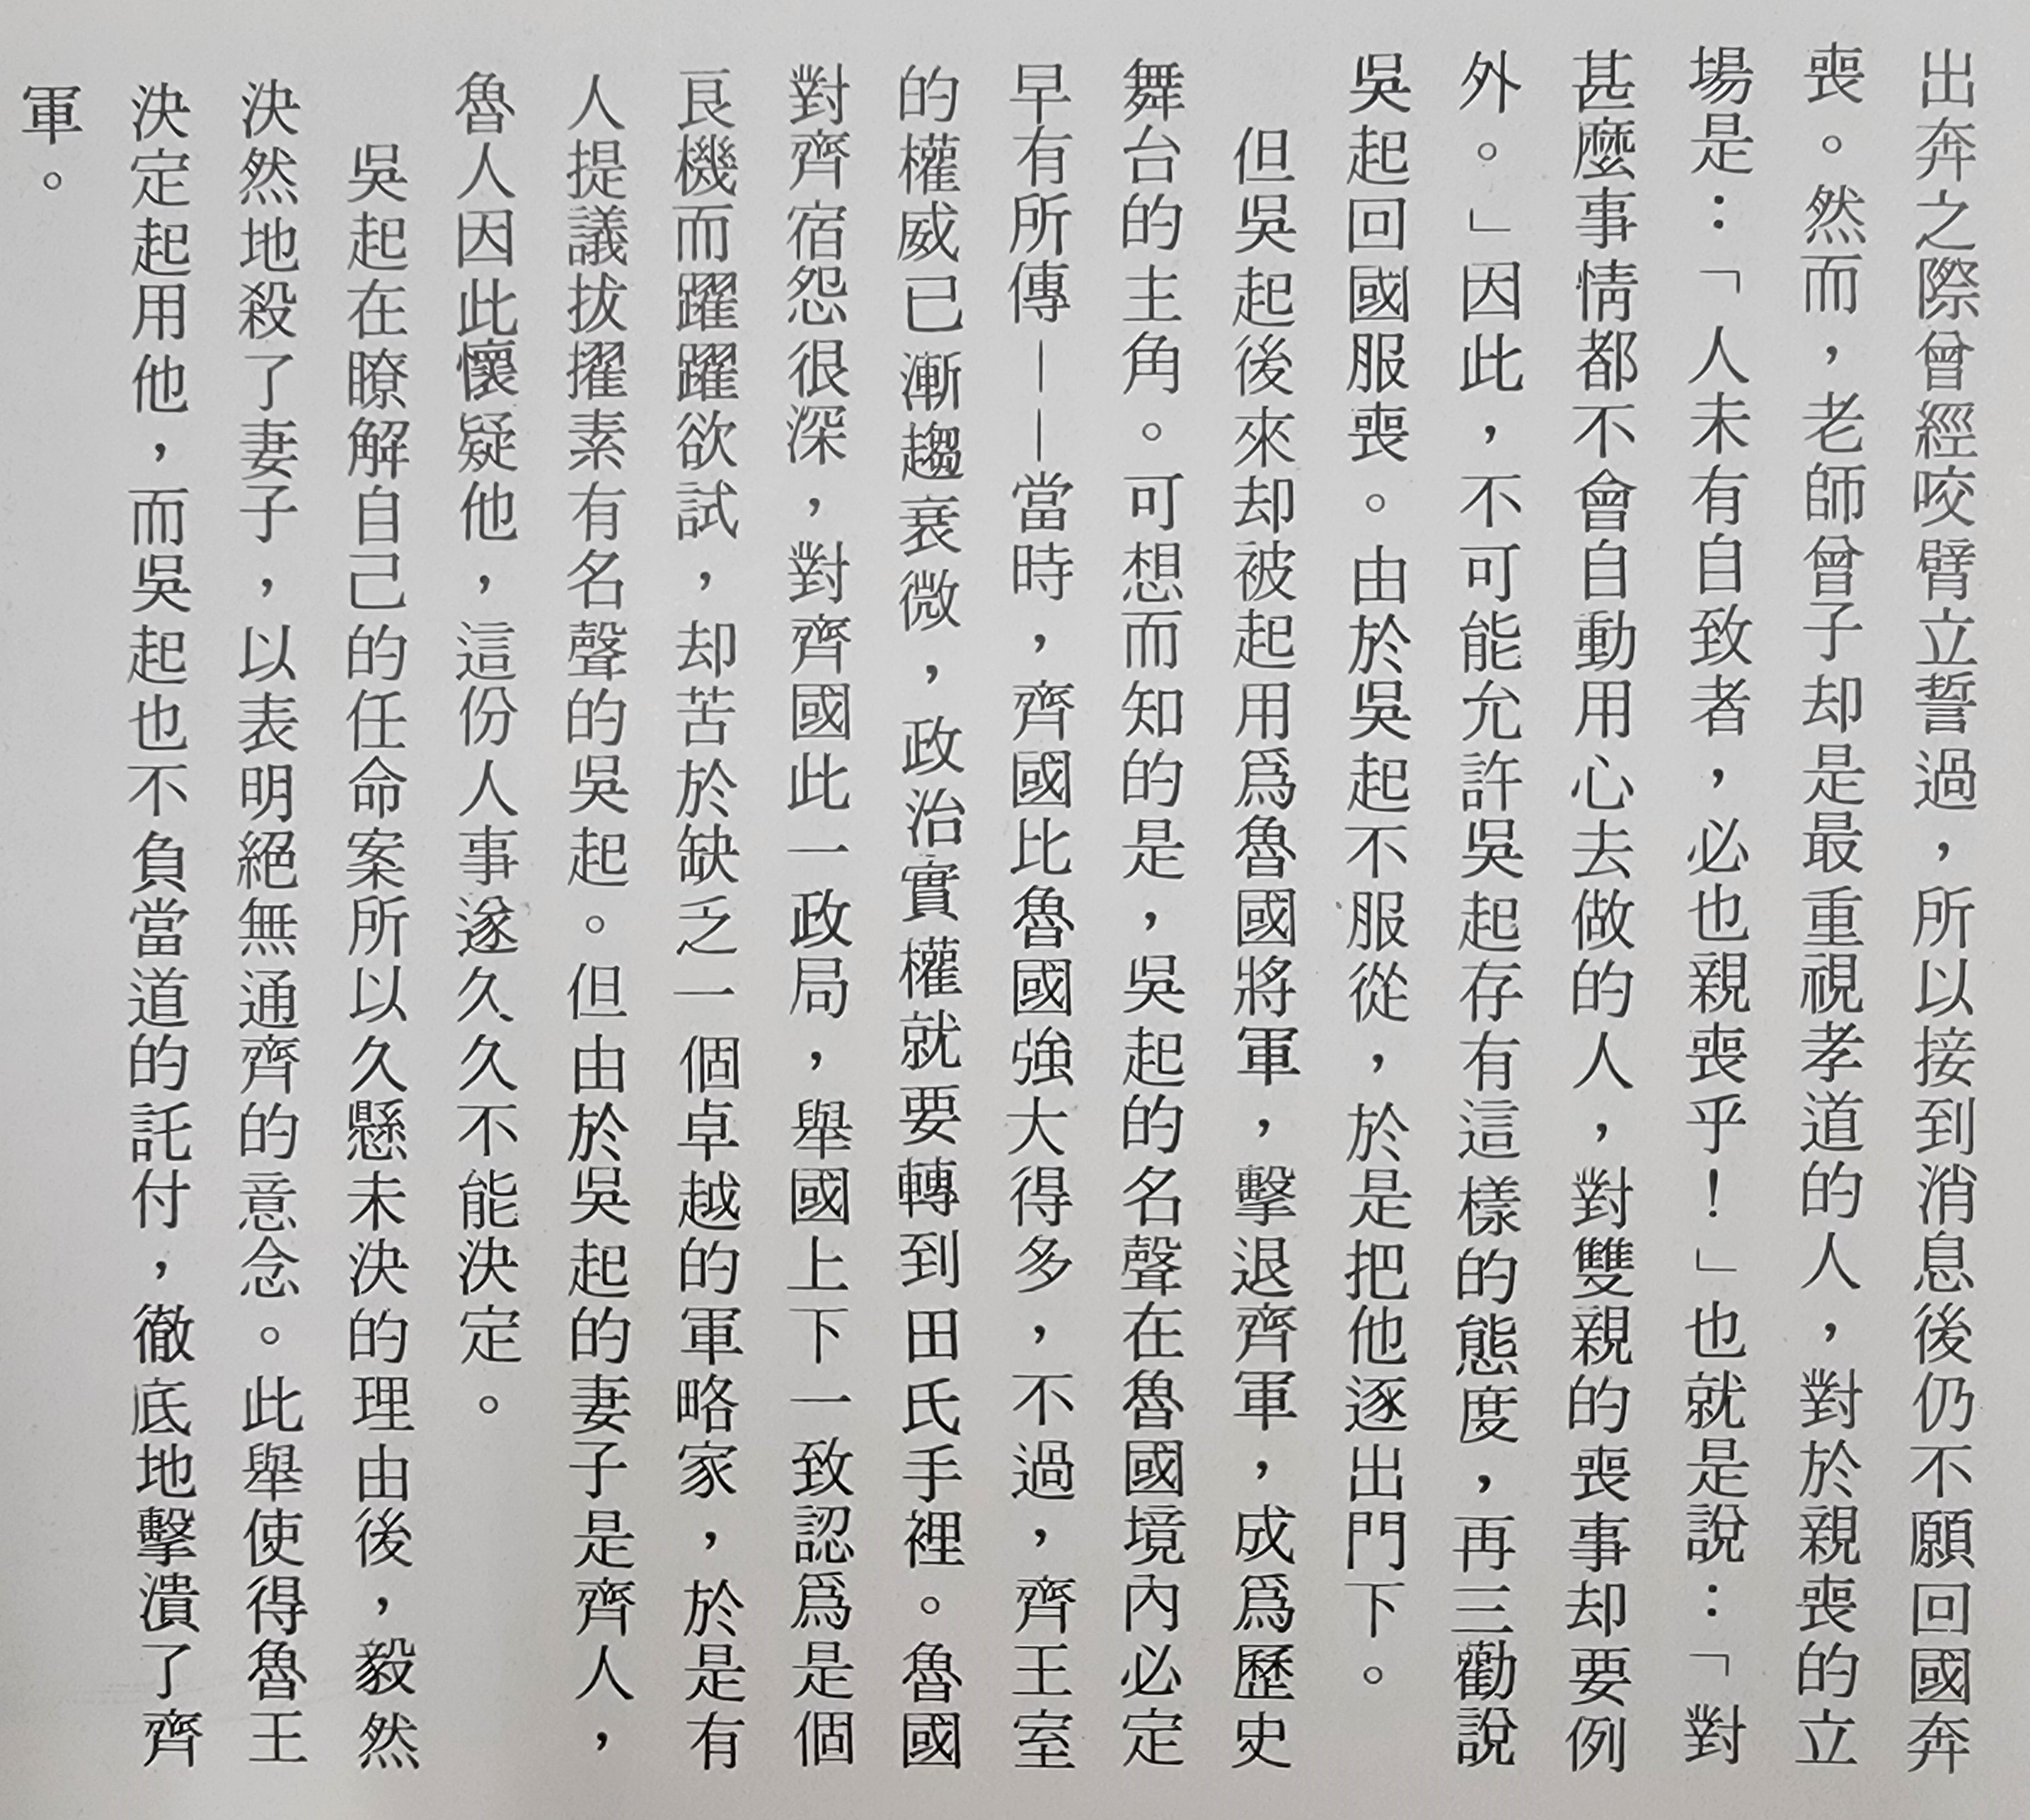 出奔之際曾經咬臂立誓過，所以接到消息後仍不願回國奔
喪。然而，老師曾子却是最重視孝道的人，對於親喪的立
場是：「人未有自致者，必也親喪乎！」也就是說：「對
甚麼事情都不會自動用心去做的人，對雙親的喪事却要例
外。」因此，不可能允許吳起存有這樣的態度，再三勸說
吳起回國服喪。由於吳起不服從，於是把他逐出門下。
但吳起後來却被起用爲魯國將軍，擊退齊軍，成爲歷史
舞台的主角。可想而知的是，吳起的名聲在魯國境內必定
早有所傳——當時，齊國比魯國強大得多，不過，齊王室
的權威已漸趨衰微，政治實權就要轉到田氏手裡。魯國
對齊宿怨很深，對齊國此一政局，舉國上下一致認爲是個
良機而躍躍欲試，却苦於缺乏一個卓越的軍略家，於是有
人提議拔擢素有名聲的吳起。但由於吳起的妻子是齊人，
魯人因此懷疑他，這份人事遂久久不能決定。
吳起在瞭解自己的任命案所以久懸未決的理由後，毅然
決然地殺了妻子，以表明絕無通齊的意念。此舉使得魯王
決定起用他，而吳起也不負當道的託付，徹底地擊潰了齊
軍。